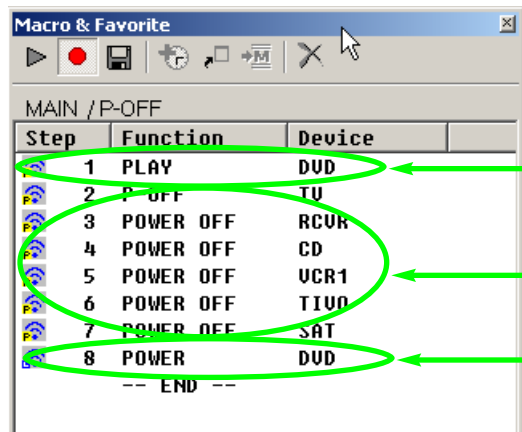 Macro & Favorite
MAIN / P-OFF
Step Function Device
1 PLAY DVD
2 P-OFF TV
3 POWER OFF RCVR
4 POWER OFF CD
5 POWER OFF VCR1
6 POWER OFF TIVO
7 POWER OFF SAT
8 POWER DVD
-- END --